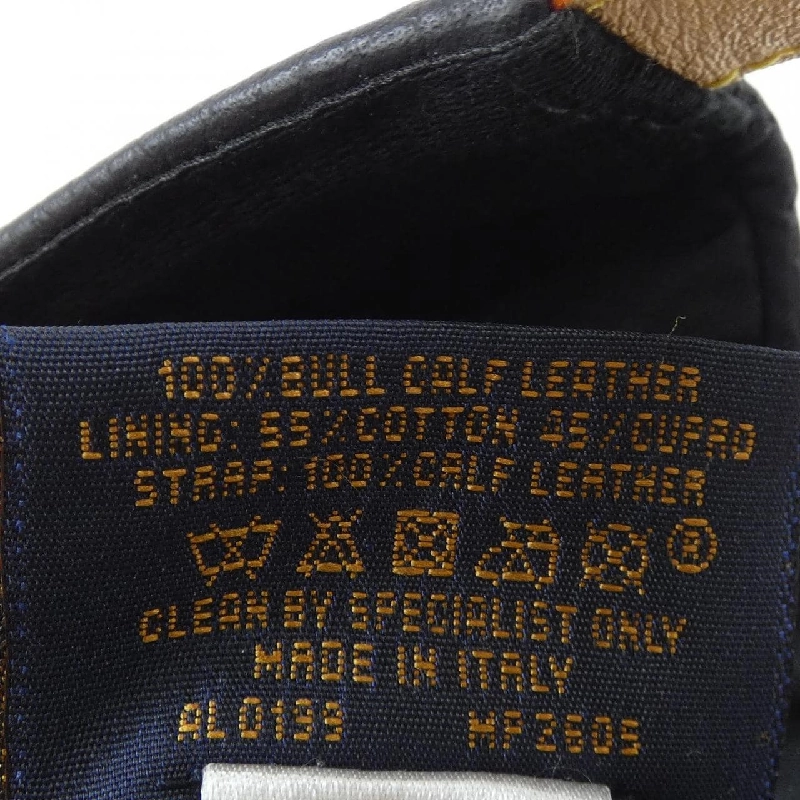 100%BULL CALF LEATHER
LINING: 55%COTTON 45%CUPRO
STRAP: 100%CALF LEATHER
®
CLEAN BY SPECIALIST ONLY
MADE IN ITALY
AL0199 MP2605